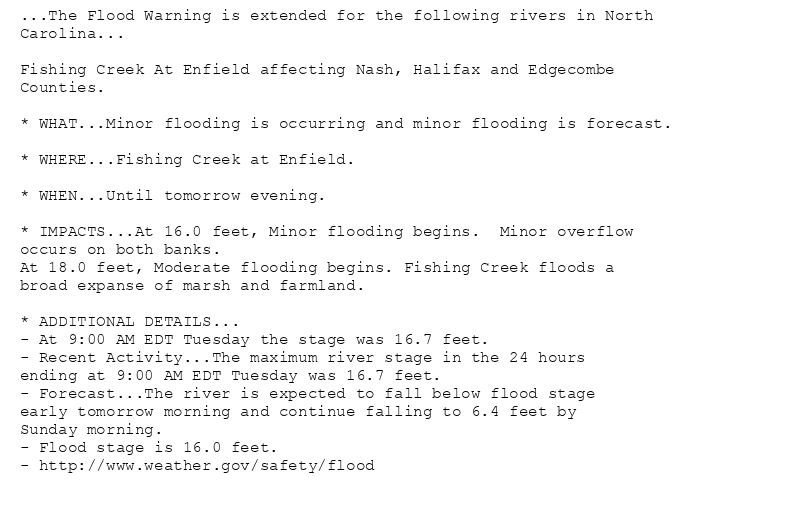 ...The Flood Warning is extended for the following rivers in North
Carolina...
Fishing Creek At Enfield affecting Nash, Halifax and Edgecombe
Counties.
* WHAT...Minor flooding is occurring and minor flooding is forecast.
* WHERE...Fishing Creek at Enfield.
* WHEN...Until tomorrow evening.
* IMPACTS...At 16.0 feet, Minor flooding begins.  Minor overflow
occurs on both banks.
At 18.0 feet, Moderate flooding begins. Fishing Creek floods a
broad expanse of marsh and farmland.
* ADDITIONAL DETAILS...
- At 9:00 AM EDT Tuesday the stage was 16.7 feet.
- Recent Activity...The maximum river stage in the 24 hours
ending at 9:00 AM EDT Tuesday was 16.7 feet.
- Forecast...The river is expected to fall below flood stage
early tomorrow morning and continue falling to 6.4 feet by
Sunday morning.
- Flood stage is 16.0 feet.
- http://www.weather.gov/safety/flood